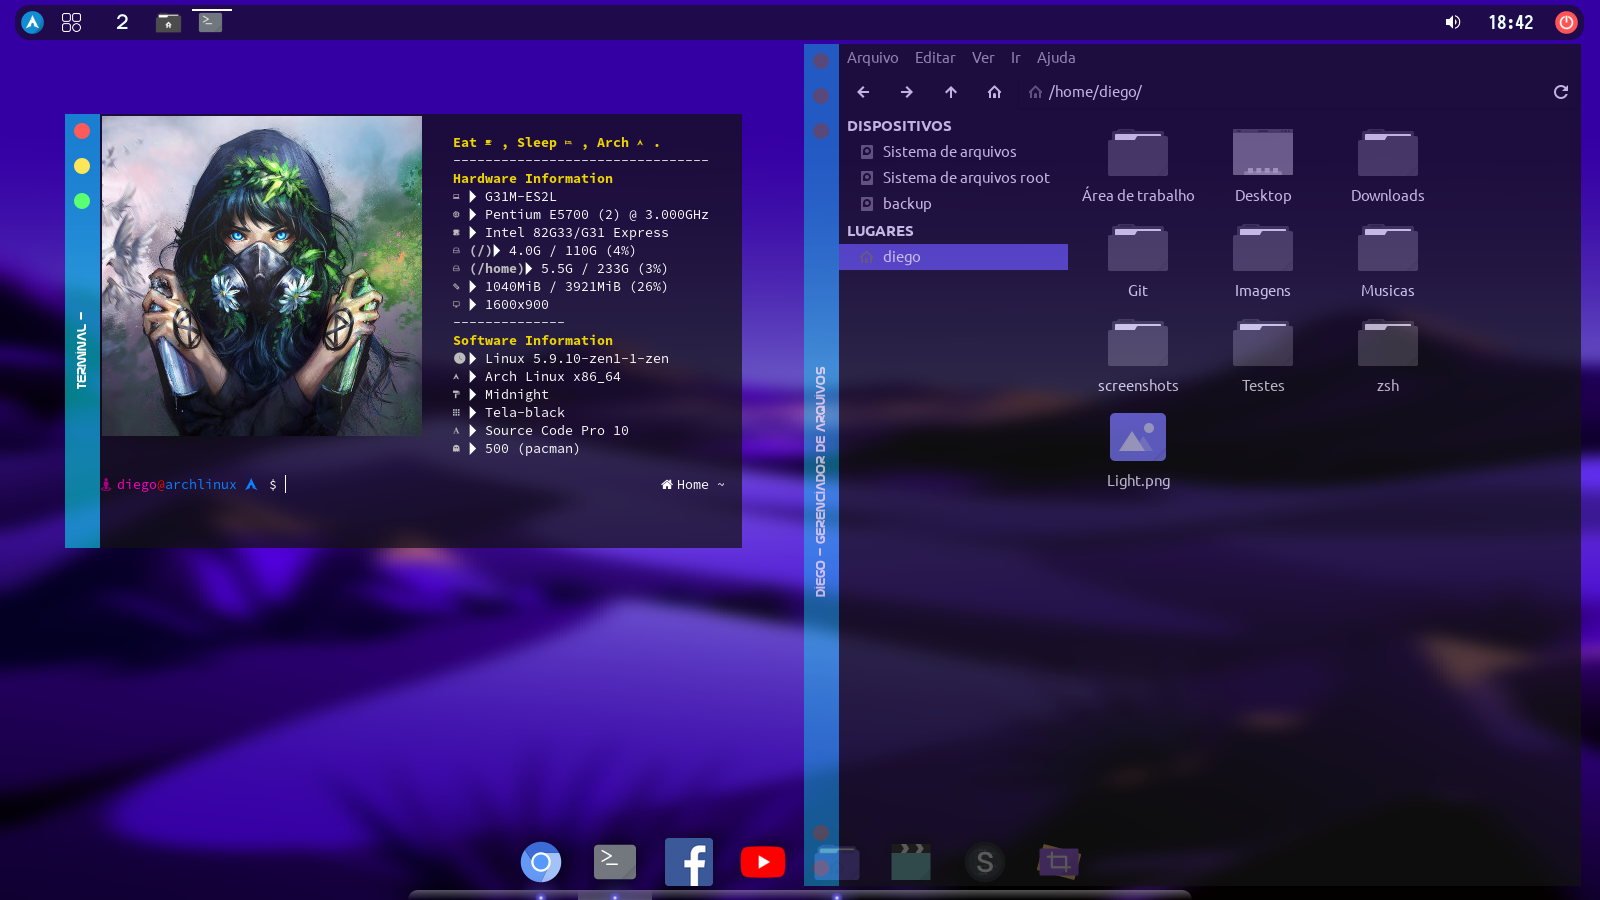 2
18:42
TERMINAL -
Eat , Sleep , Arch .
--------------------------------
Hardware Information
G31M-ES2L
Pentium E5700 (2) @ 3.000GHz
Intel 82G33/G31 Express
(/) 4.0G / 110G (4%)
(/home) 5.5G / 233G (3%)
1040MiB / 3921MiB (26%)
1600x900
--------------
Software Information
Linux 5.9.10-zen1-1-zen
Arch Linux x86_64
Midnight
Tela-black
Source Code Pro 10
500 (pacman)
diego@archlinux $
Home ~
DIEGO - GERENCIADOR DE ARQUIVOS
Arquivo Editar Ver Ir Ajuda
/home/diego/
DISPOSITIVOS
Sistema de arquivos
Sistema de arquivos root
backup
LUGARES
diego
Área de trabalho Desktop Downloads
Git Imagens Musicas
screenshots Testes zsh
Light.png